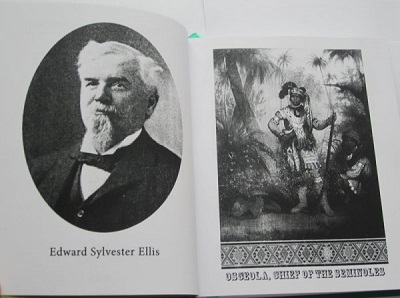 Edward Sylvester Ellis
OSCEOLA, CHIEF OF THE SEMINOLES